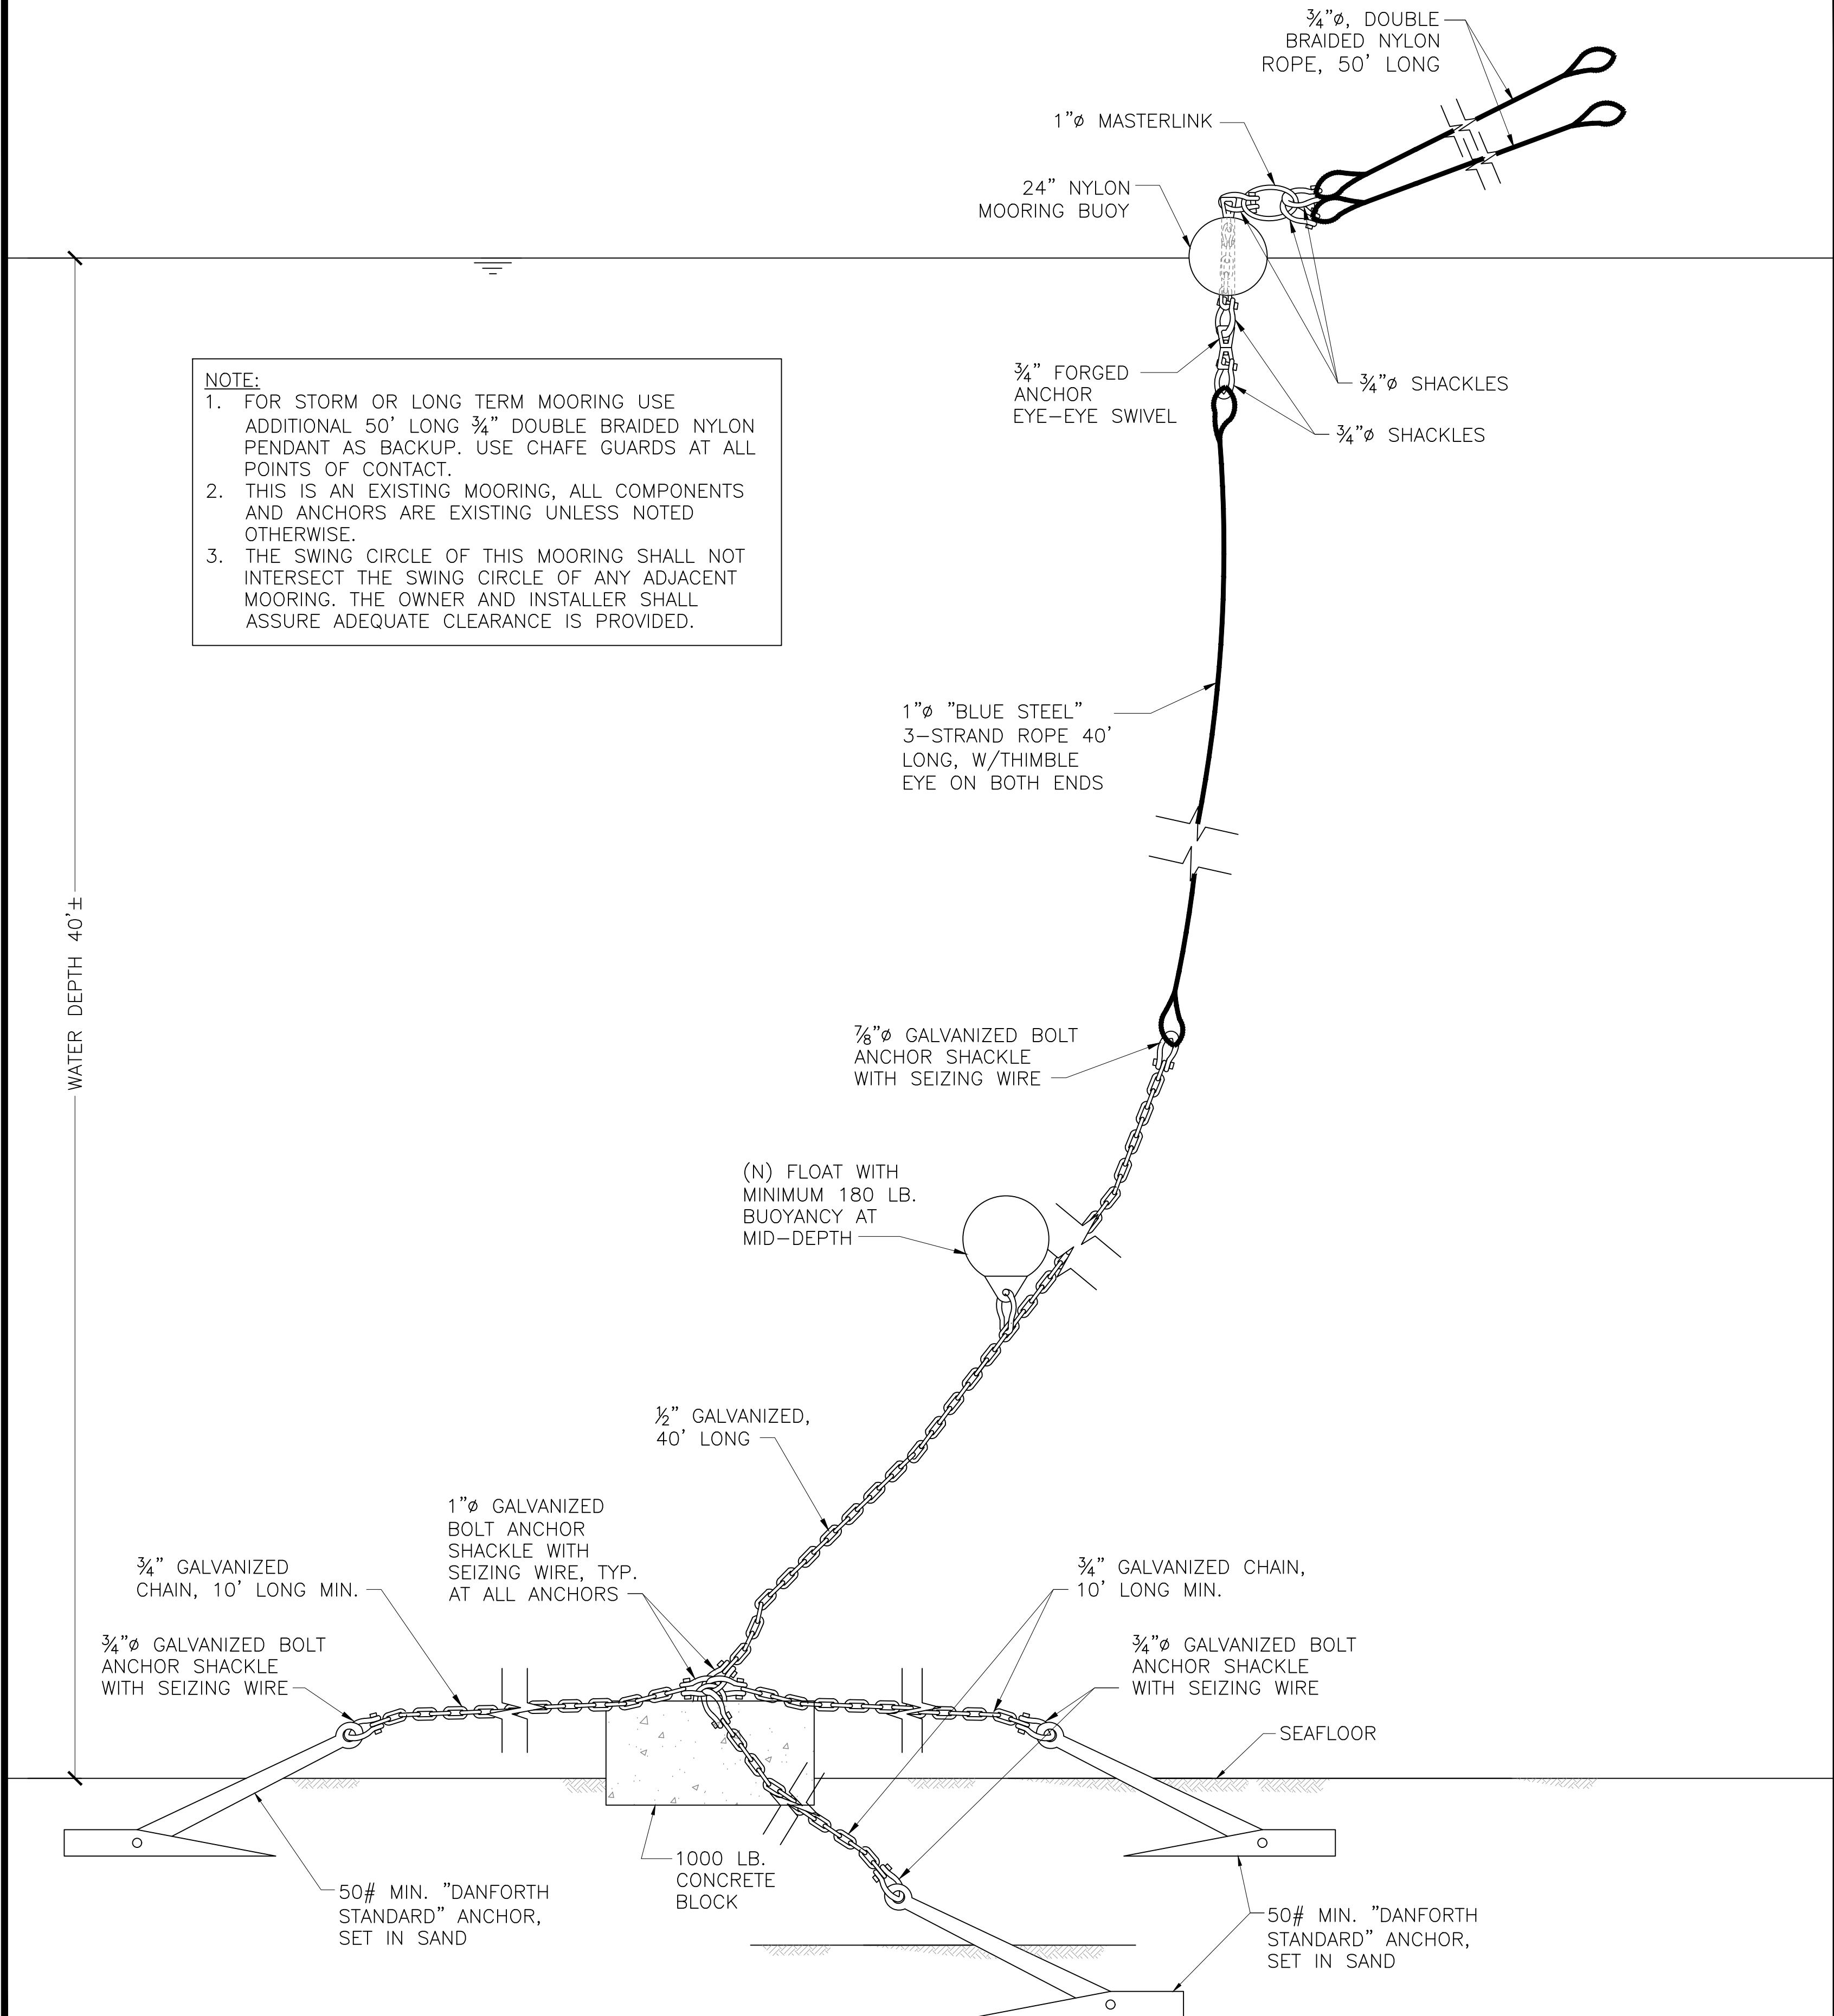 ¾"ø, DOUBLE
BRAIDED NYLON
ROPE, 50' LONG
1"ø MASTERLINK
24" NYLON
MOORING BUOY
NOTE:
1. FOR STORM OR LONG TERM MOORING USE
ADDITIONAL 50' LONG ¾" DOUBLE BRAIDED NYLON
PENDANT AS BACKUP. USE CHAFE GUARDS AT ALL
POINTS OF CONTACT.
2. THIS IS AN EXISTING MOORING, ALL COMPONENTS
AND ANCHORS ARE EXISTING UNLESS NOTED
OTHERWISE.
3. THE SWING CIRCLE OF THIS MOORING SHALL NOT
INTERSECT THE SWING CIRCLE OF ANY ADJACENT
MOORING. THE OWNER AND INSTALLER SHALL
ASSURE ADEQUATE CLEARANCE IS PROVIDED.
¾" FORGED
ANCHOR
EYE-EYE SWIVEL
¾"ø SHACKLES
¾"ø SHACKLES
1"ø "BLUE STEEL"
3-STRAND ROPE 40'
LONG, W/THIMBLE
EYE ON BOTH ENDS
WATER DEPTH 40'±
⅞"ø GALVANIZED BOLT
ANCHOR SHACKLE
WITH SEIZING WIRE
(N) FLOAT WITH
MINIMUM 180 LB.
BUOYANCY AT
MID-DEPTH
½" GALVANIZED,
40' LONG
1"ø GALVANIZED
BOLT ANCHOR
SHACKLE WITH
SEIZING WIRE, TYP.
AT ALL ANCHORS
¾" GALVANIZED
CHAIN, 10' LONG MIN.
¾" GALVANIZED CHAIN,
10' LONG MIN.
¾"ø GALVANIZED BOLT
ANCHOR SHACKLE
WITH SEIZING WIRE
¾"ø GALVANIZED BOLT
ANCHOR SHACKLE
WITH SEIZING WIRE
SEAFLOOR
1000 LB.
CONCRETE
BLOCK
50# MIN. "DANFORTH
STANDARD" ANCHOR,
SET IN SAND
50# MIN. "DANFORTH
STANDARD" ANCHOR,
SET IN SAND